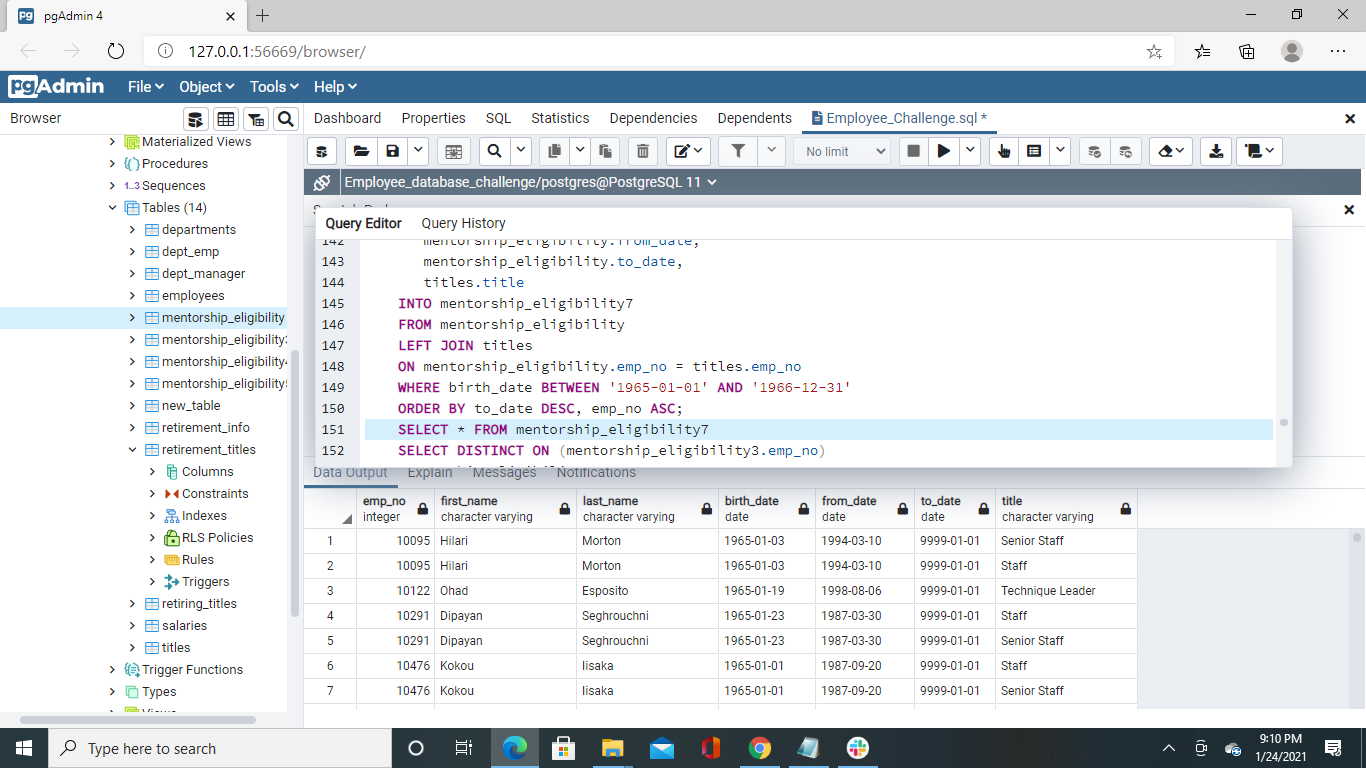 pgAdmin 4
127.0.0.1:56669/browser/
pgAdmin File Object Tools Help
Browser
Dashboard Properties SQL Statistics Dependencies Dependents Employee_Challenge.sql *
No limit
Employee_database_challenge/postgres@PostgreSQL 11
Materialized Views
Procedures
1..3 Sequences
Tables (14)
departments
dept_emp
dept_manager
employees
mentorship_eligibility
mentorship_eligibility3
mentorship_eligibility
mentorship_eligibility
new_table
retirement_info
retirement_titles
Columns
Constraints
Indexes
RLS Policies
Rules
Triggers
retiring_titles
salaries
titles
Trigger Functions
Types
Views
Query Editor Query History
142 mentorship_eligibility.from_date,
143 mentorship_eligibility.to_date,
144 titles.title
145 INTO mentorship_eligibility7
146 FROM mentorship_eligibility
147 LEFT JOIN titles
148 ON mentorship_eligibility.emp_no = titles.emp_no
149 WHERE birth_date BETWEEN '1965-01-01' AND '1966-12-31'
150 ORDER BY to_date DESC, emp_no ASC;
151 SELECT * FROM mentorship_eligibility7
152 SELECT DISTINCT ON (mentorship_eligibility3.emp_no)
Data Output Explain Messages Notifications
emp_no first_name last_name birth_date from_date to_date title
integer character varying character varying date date date character varying
1 10095 Hilari Morton 1965-01-03 1994-03-10 9999-01-01 Senior Staff
2 10095 Hilari Morton 1965-01-03 1994-03-10 9999-01-01 Staff
3 10122 Ohad Esposito 1965-01-19 1998-08-06 9999-01-01 Technique Leader
4 10291 Dipayan Seghrouchni 1965-01-23 1987-03-30 9999-01-01 Staff
5 10291 Dipayan Seghrouchni 1965-01-23 1987-03-30 9999-01-01 Senior Staff
6 10476 Kokou Iisaka 1965-01-01 1987-09-20 9999-01-01 Staff
7 10476 Kokou Iisaka 1965-01-01 1987-09-20 9999-01-01 Senior Staff
Type here to search
9:10 PM
1/24/2021